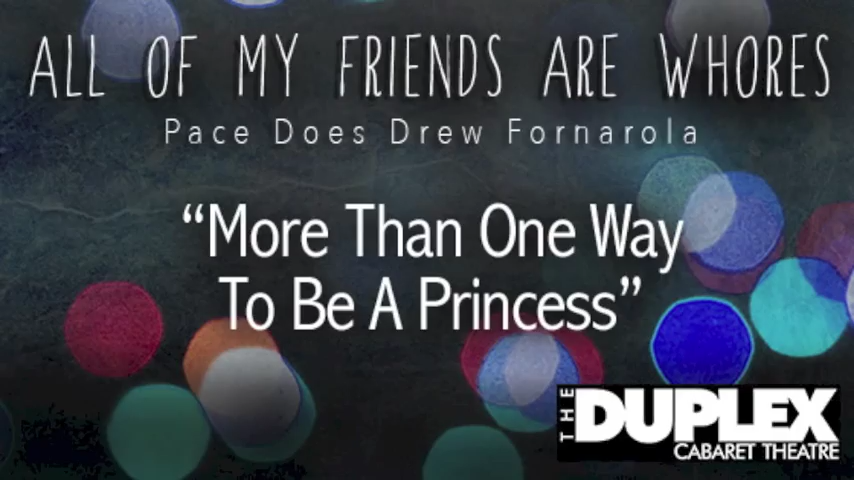 ALL OF MY FRIENDS ARE WHORES
Pace Does Drew Fornarola
“More Than One Way
To Be A Princess”
THE DUPLEX
CABARET THEATRE